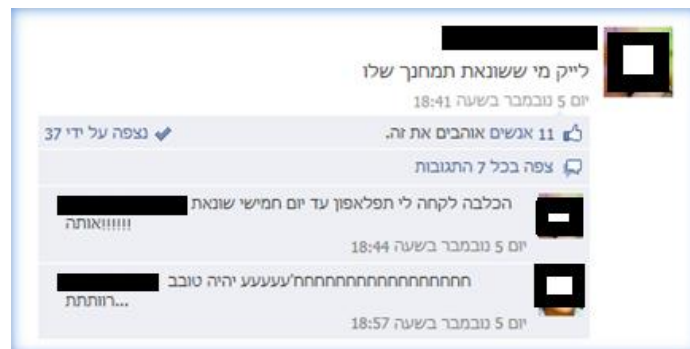 לייק מי ששונאת תמחנך שלו
יום 5 נובמבר בשעה 18:41
11 אנשים אוהבים את זה. נצפה על ידי 37
צפה בכל 7 התגובות
הכלבה לקחה לי תפלאפון עד יום חמישי שונאת
אותה!!!!!!
יום 5 נובמבר בשעה 18:44
חחחחחחחחחחחחחחחחחח'עעעעע יהיה טובב
רוותתת...
יום 5 נובמבר בשעה 18:57